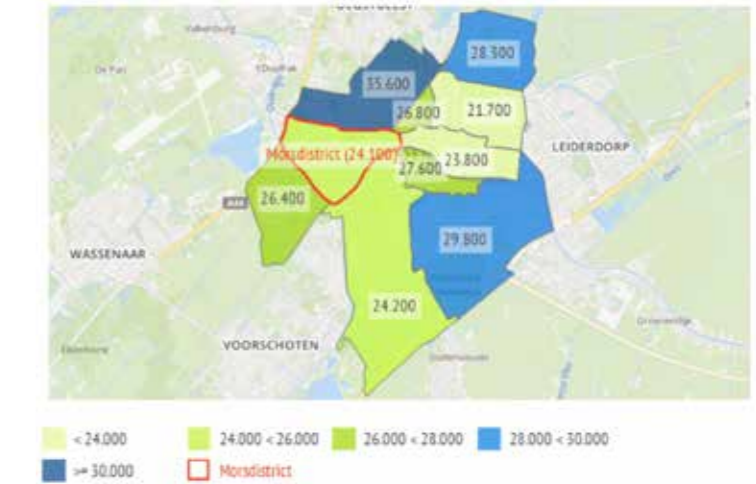 Valkenburg
28.300
35.600
26.800
21.700
LEIDERDORP
Morsdistrict (24.100)
27.600
23.800
26.400
A44
WASSENAAR
29.800
24.200
VOORSCHOTEN
< 24.000
24.000 < 26.000
26.000 < 28.000
28.000 < 30.000
>= 30.000
Morsdistrict